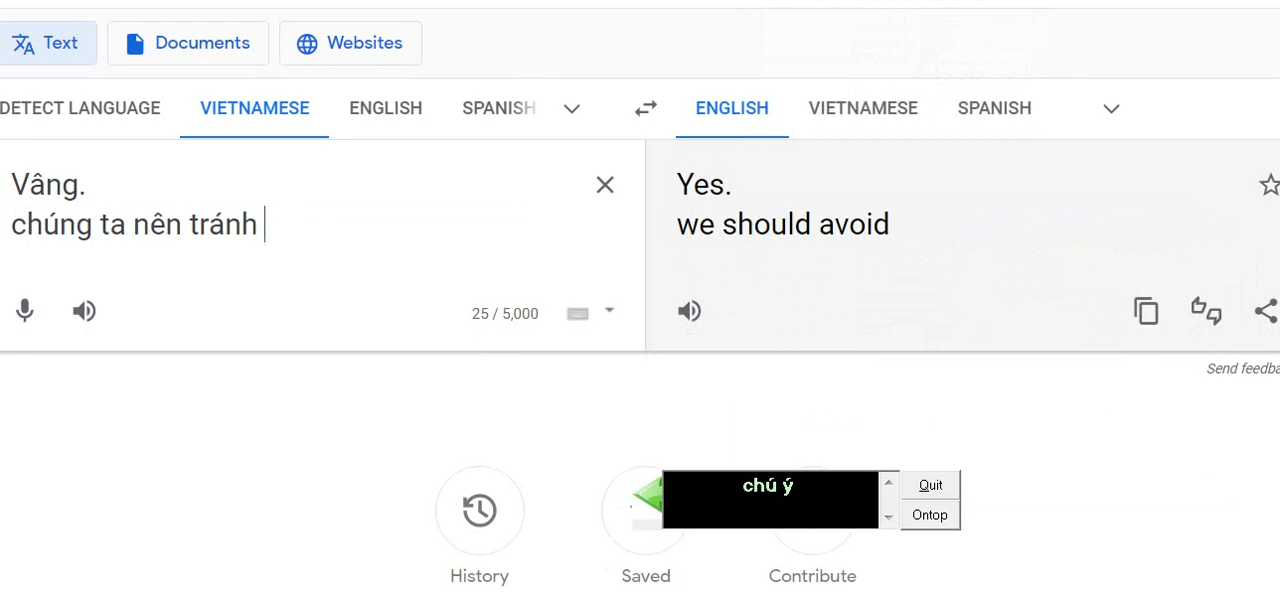 Text
Documents
Websites
DETECT LANGUAGE VIETNAMESE ENGLISH SPANISH
ENGLISH VIETNAMESE SPANISH
Vâng.
chúng ta nên tránh
25 / 5,000
Yes.
we should avoid
Send feedba
chú ý
Quit
Ontop
History
Saved
Contribute